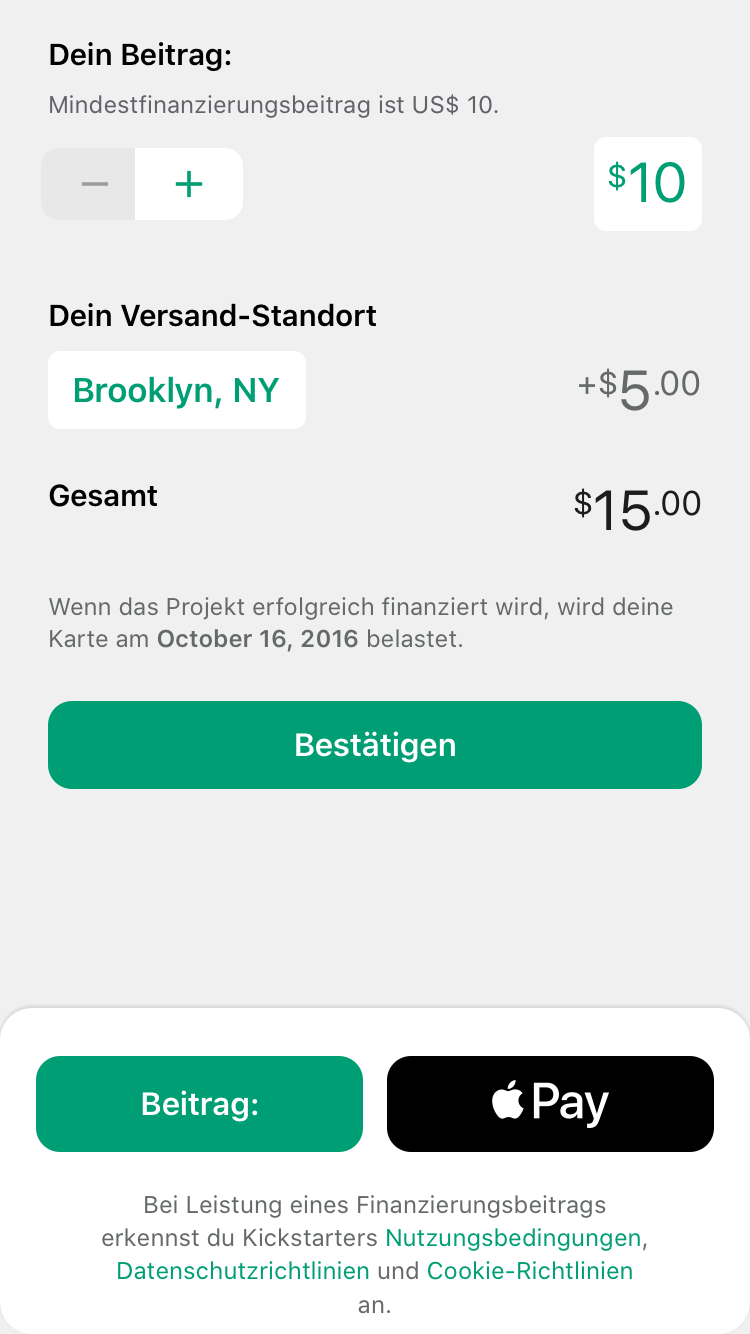 Dein Beitrag:
Mindestfinanzierungsbeitrag ist US$ 10.
− +
$10
Dein Versand-Standort
Brooklyn, NY
+$5.00
Gesamt
$15.00
Wenn das Projekt erfolgreich finanziert wird, wird deine
Karte am October 16, 2016 belastet.
Bestätigen
Beitrag:
Pay
Bei Leistung eines Finanzierungsbeitrags
erkennst du Kickstarters Nutzungsbedingungen,
Datenschutzrichtlinien und Cookie-Richtlinien
an.